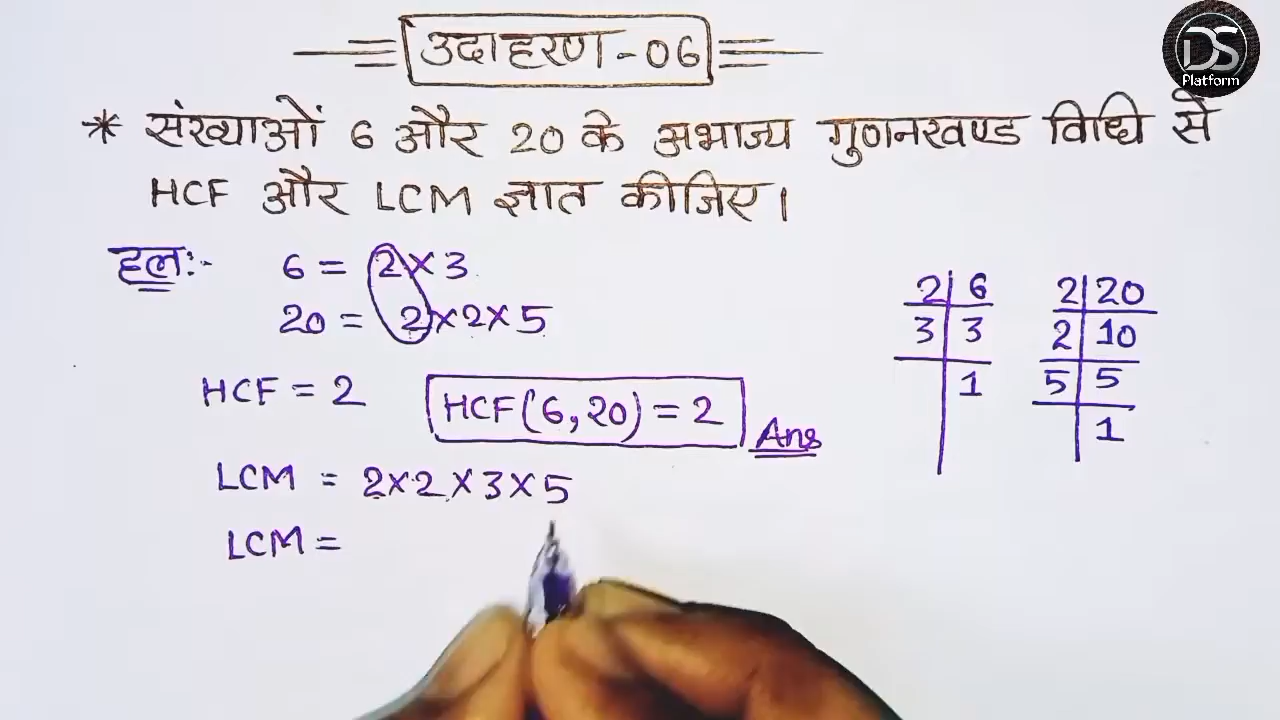 उदाहरण-06
DS
Platform
* संख्याओं 6 और 20 के अभाज्य गुणनखण्ड विधि से
HCF और LCM ज्ञात कीजिए।
हलः- 6 = 2×3
20 = 2×2×5
HCF = 2 HCF(6,20) = 2 Ans
LCM = 2×2×3×5
LCM =
2 6
3 3
1
2 20
2 10
5 5
1